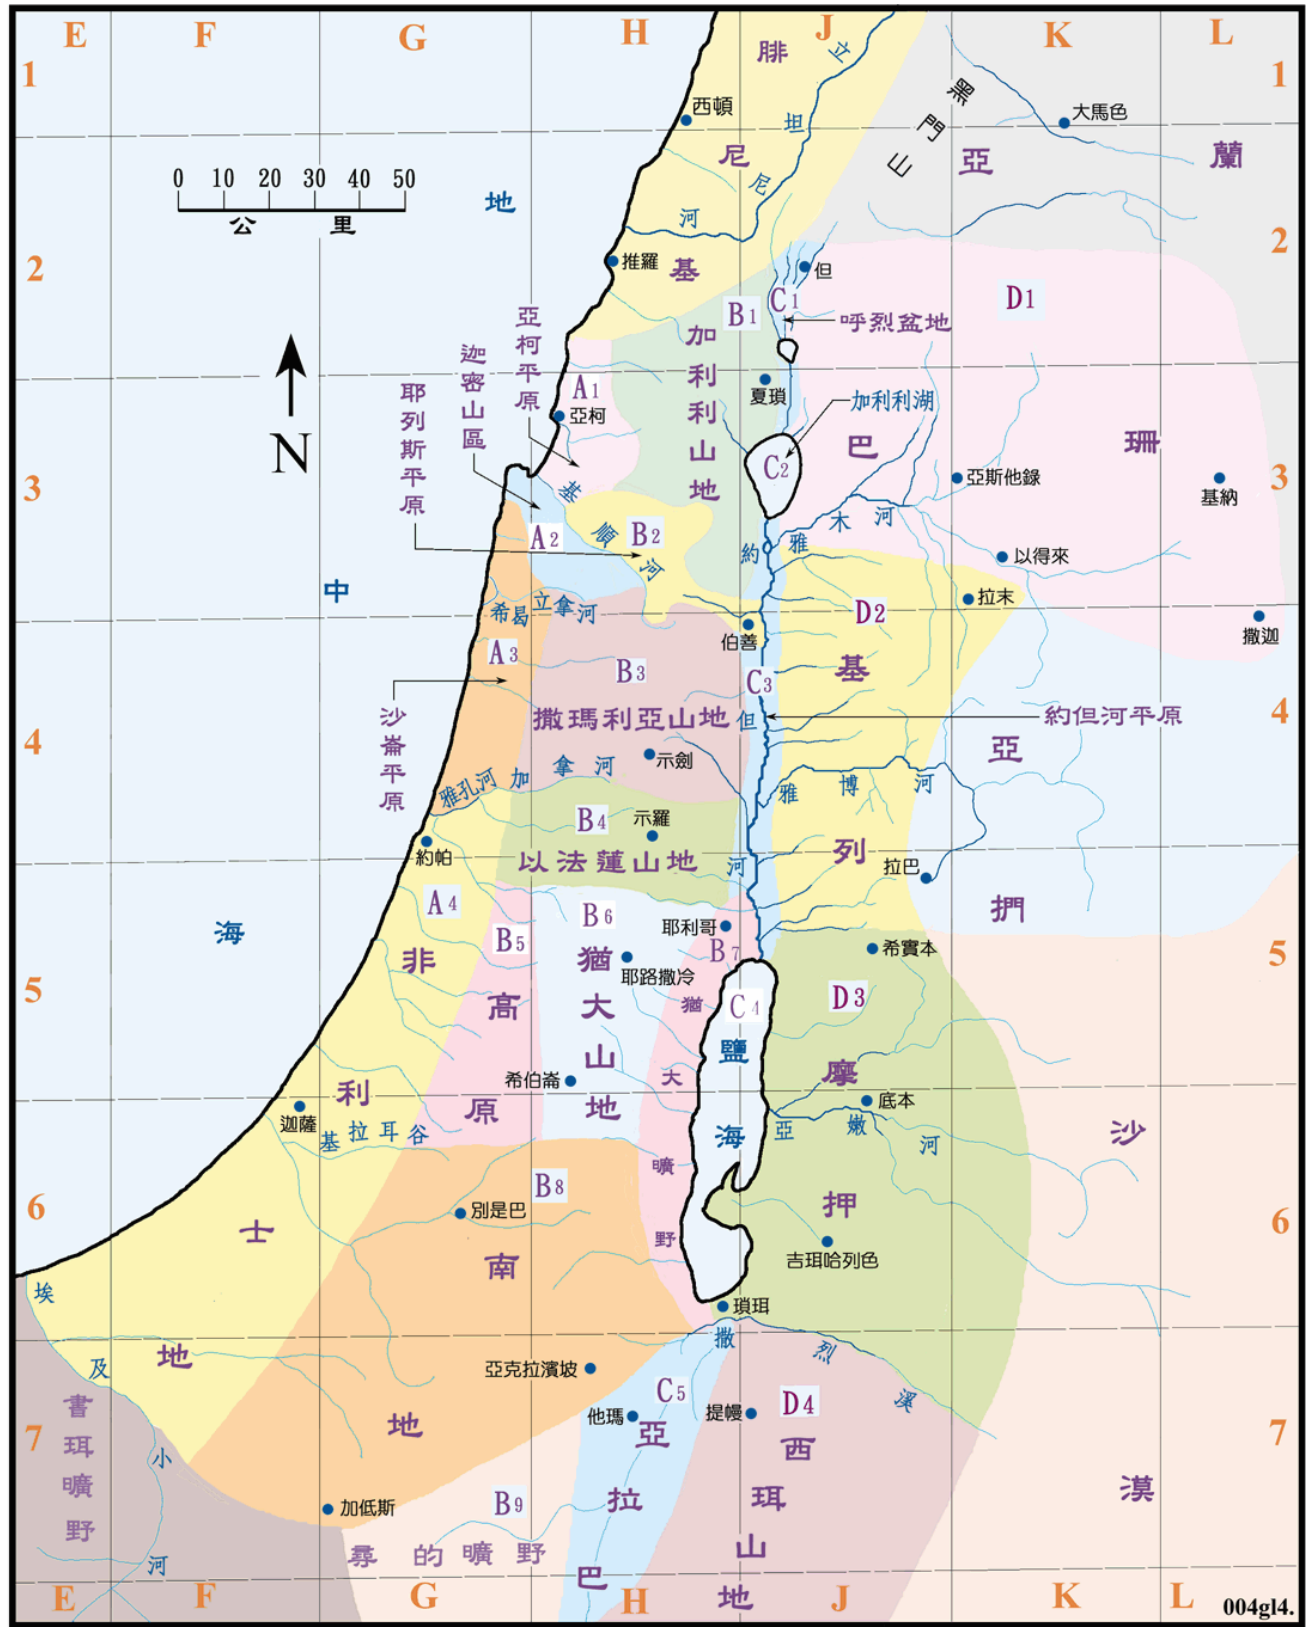 E F G H J K L
1 1
腓尼基
立坦尼河
西頓
黑門山
大馬色
亞蘭
0 10 20 30 40 50
公里
地中海
2 2
推羅
但
B1
C1
D1
呼烈盆地
亞柯平原
迦密山區
耶列斯平原
N
加利利山地
A1
亞柯
夏瑣
加利利湖
C2
巴珊
3 3
亞斯他錄
基納
基順河
A2
B2
雅木河
以得來
希曷立拿河
D2
拉末
撒迦
伯善
A3
B3
C3
基列
撒瑪利亞山地
約但河
約但河平原
沙崙平原
4 4
示劍
亞捫
雅孔河
加拿河
雅博河
B4
示羅
約帕
以法蓮山地
拉巴
A4
B5
B6
耶利哥
B7
希實本
非利士地
高原
猶大山地
耶路撒冷
猶大曠野
C4
D3
5 5
鹽海
摩押
希伯崙
底本
迦薩
基拉耳谷
亞嫩河
沙漠
6 6
B8
別是巴
南地
吉珥哈列色
瑣珥
埃及小河
撒烈溪
書珥曠野
亞克拉濱坡
C5
他瑪
提幔
D4
亞拉巴
西珥山地
7 7
加低斯
B9
尋的曠野
E F G H J K L
004gl4.